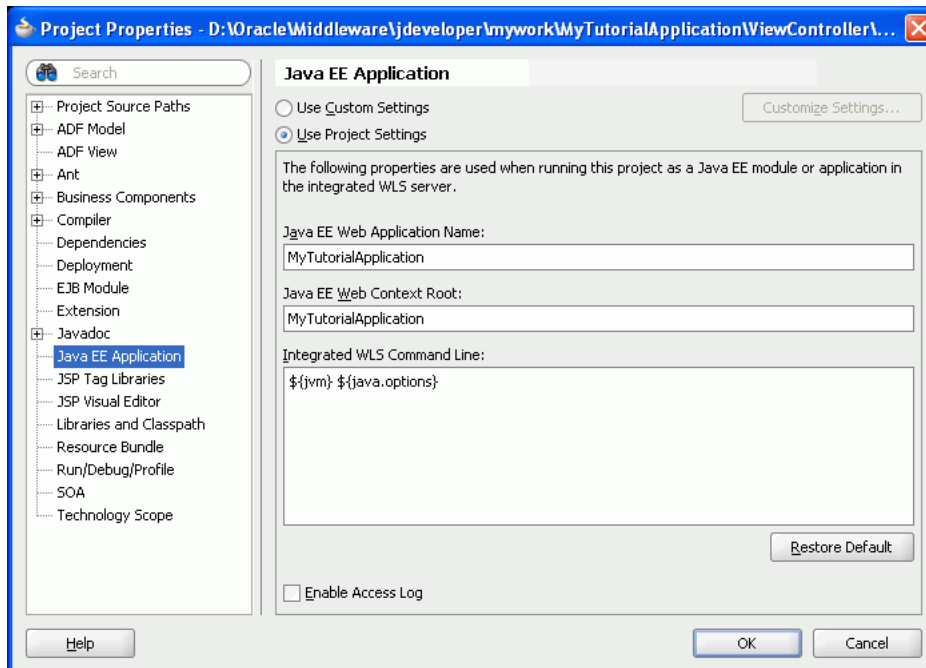 Project Properties - D:\Oracle\Middleware\jdeveloper\mywork\MyTutorialApplication\ViewController\...
Search
Project Source Paths
ADF Model
ADF View
Ant
Business Components
Compiler
Dependencies
Deployment
EJB Module
Extension
Javadoc
Java EE Application
JSP Tag Libraries
JSP Visual Editor
Libraries and Classpath
Resource Bundle
Run/Debug/Profile
SOA
Technology Scope
Java EE Application
Use Custom Settings
Customize Settings...
Use Project Settings
The following properties are used when running this project as a Java EE module or application in
the integrated WLS server.
Java EE Web Application Name:
MyTutorialApplication
Java EE Web Context Root:
MyTutorialApplication
Integrated WLS Command Line:
${jvm} ${java.options}
Restore Default
Enable Access Log
Help
OK
Cancel